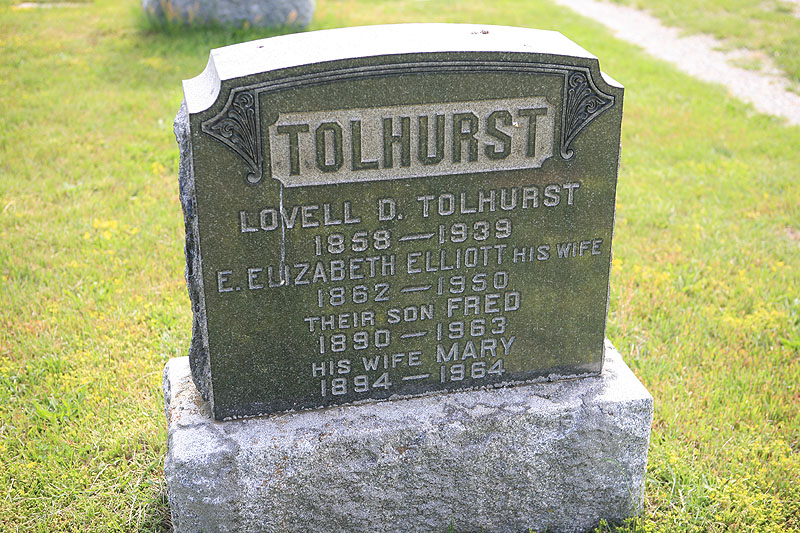 TOLHURST
LOVELL D. TOLHURST
1858 — 1939
E. ELIZABETH ELLIOTT HIS WIFE
1862 — 1950
THEIR SON FRED
1890 — 1963
HIS WIFE MARY
1894 — 1964